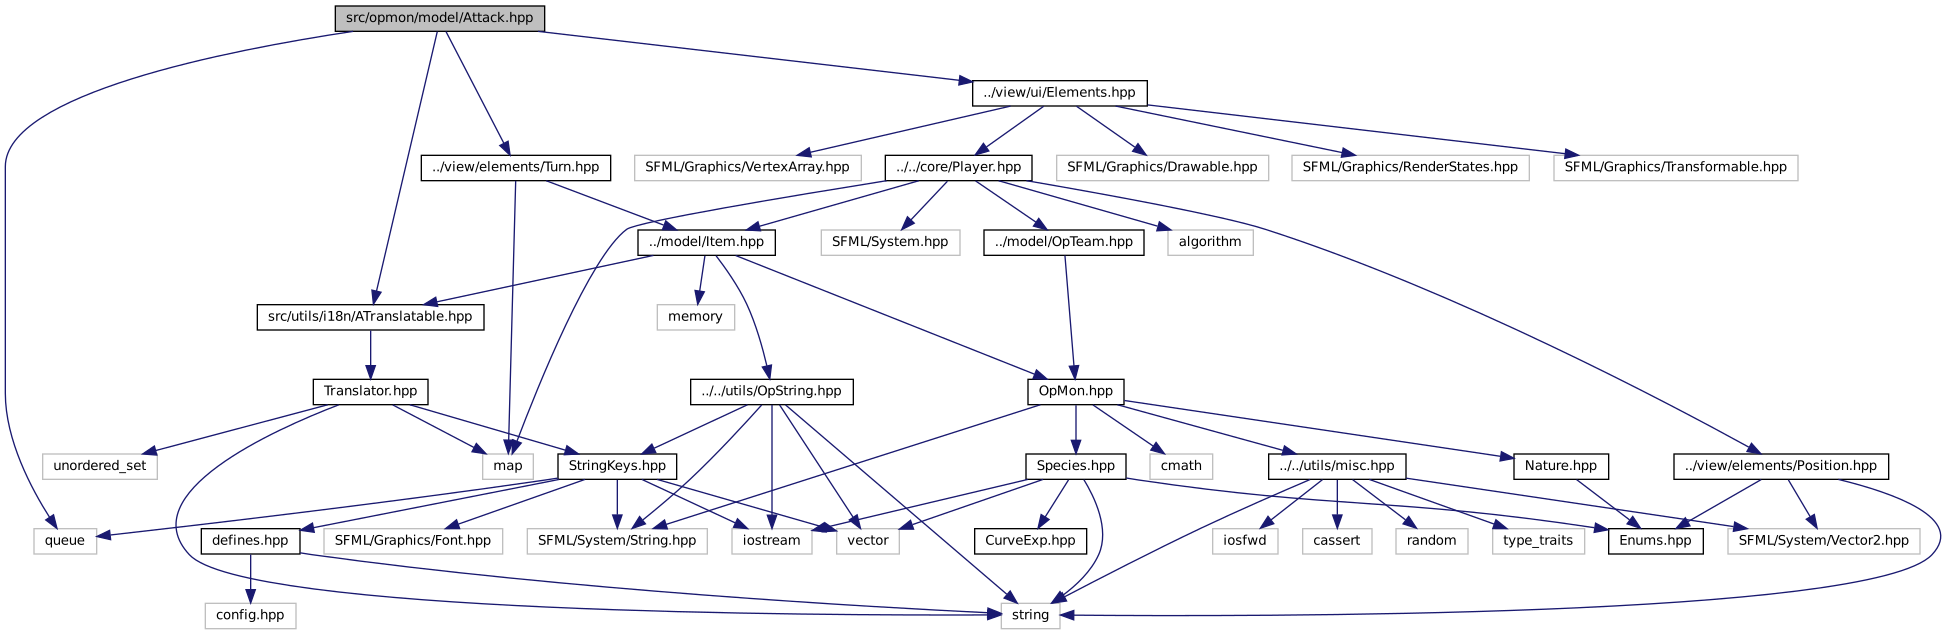 src/opmon/model/Attack.hpp
../view/ui/Elements.hpp
../view/elements/Turn.hpp
SFML/Graphics/VertexArray.hpp
../../core/Player.hpp
SFML/Graphics/Drawable.hpp
SFML/Graphics/RenderStates.hpp
SFML/Graphics/Transformable.hpp
../model/Item.hpp
SFML/System.hpp
../model/OpTeam.hpp
algorithm
src/utils/i18n/ATranslatable.hpp
memory
Translator.hpp
../../utils/OpString.hpp
OpMon.hpp
unordered_set
map
StringKeys.hpp
Species.hpp
cmath
../../utils/misc.hpp
Nature.hpp
../view/elements/Position.hpp
queue
defines.hpp
SFML/Graphics/Font.hpp
SFML/System/String.hpp
iostream
vector
CurveExp.hpp
iosfwd
cassert
random
type_traits
Enums.hpp
SFML/System/Vector2.hpp
config.hpp
string